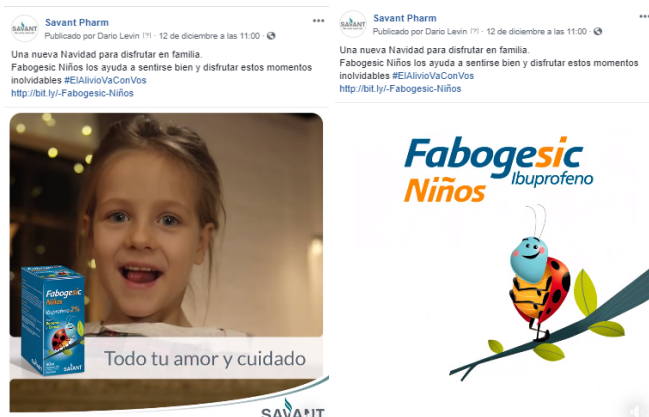 SAVANT
Savant Pharm
Publicado por Dario Levin [?] · 12 de diciembre a las 11:00 ·
Una nueva Navidad para disfrutar en familia.
Fabogesic Niños los ayuda a sentirse bien y disfrutar estos momentos
inolvidables #ElAlivioVaConVos
http://bit.ly/-Fabogesic-Niños
Fabogesic
Niños
Ibuprofeno 2%
SAVANT
Todo tu amor y cuidado
SAVANT
SAVANT
Savant Pharm
Publicado por Dario Levin [?] · 12 de diciembre a las 11:00 ·
Una nueva Navidad para disfrutar en familia.
Fabogesic Niños los ayuda a sentirse bien y disfrutar estos momentos
inolvidables #ElAlivioVaConVos
http://bit.ly/-Fabogesic-Niños
Fabogesic
Ibuprofeno
Niños